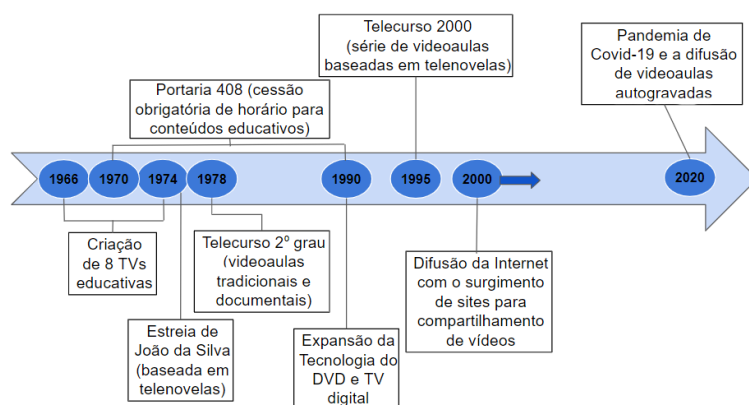 Telecurso 2000
(série de videoaulas
baseadas em telenovelas)
Pandemia de
Covid-19 e a difusão
de videoaulas
autogravadas
Portaria 408 (cessão
obrigatória de horário para
conteúdos educativos)
1966
1970
1974
1978
1990
1995
2000
2020
Criação
de 8 TVs
educativas
Telecurso 2º grau
(videoaulas
tradicionais e
documentais)
Difusão da Internet
com o surgimento
de sites para
compartilhamento
de vídeos
Estreia de
João da Silva
(baseada em
telenovelas)
Expansão da
Tecnologia do
DVD e TV
digital